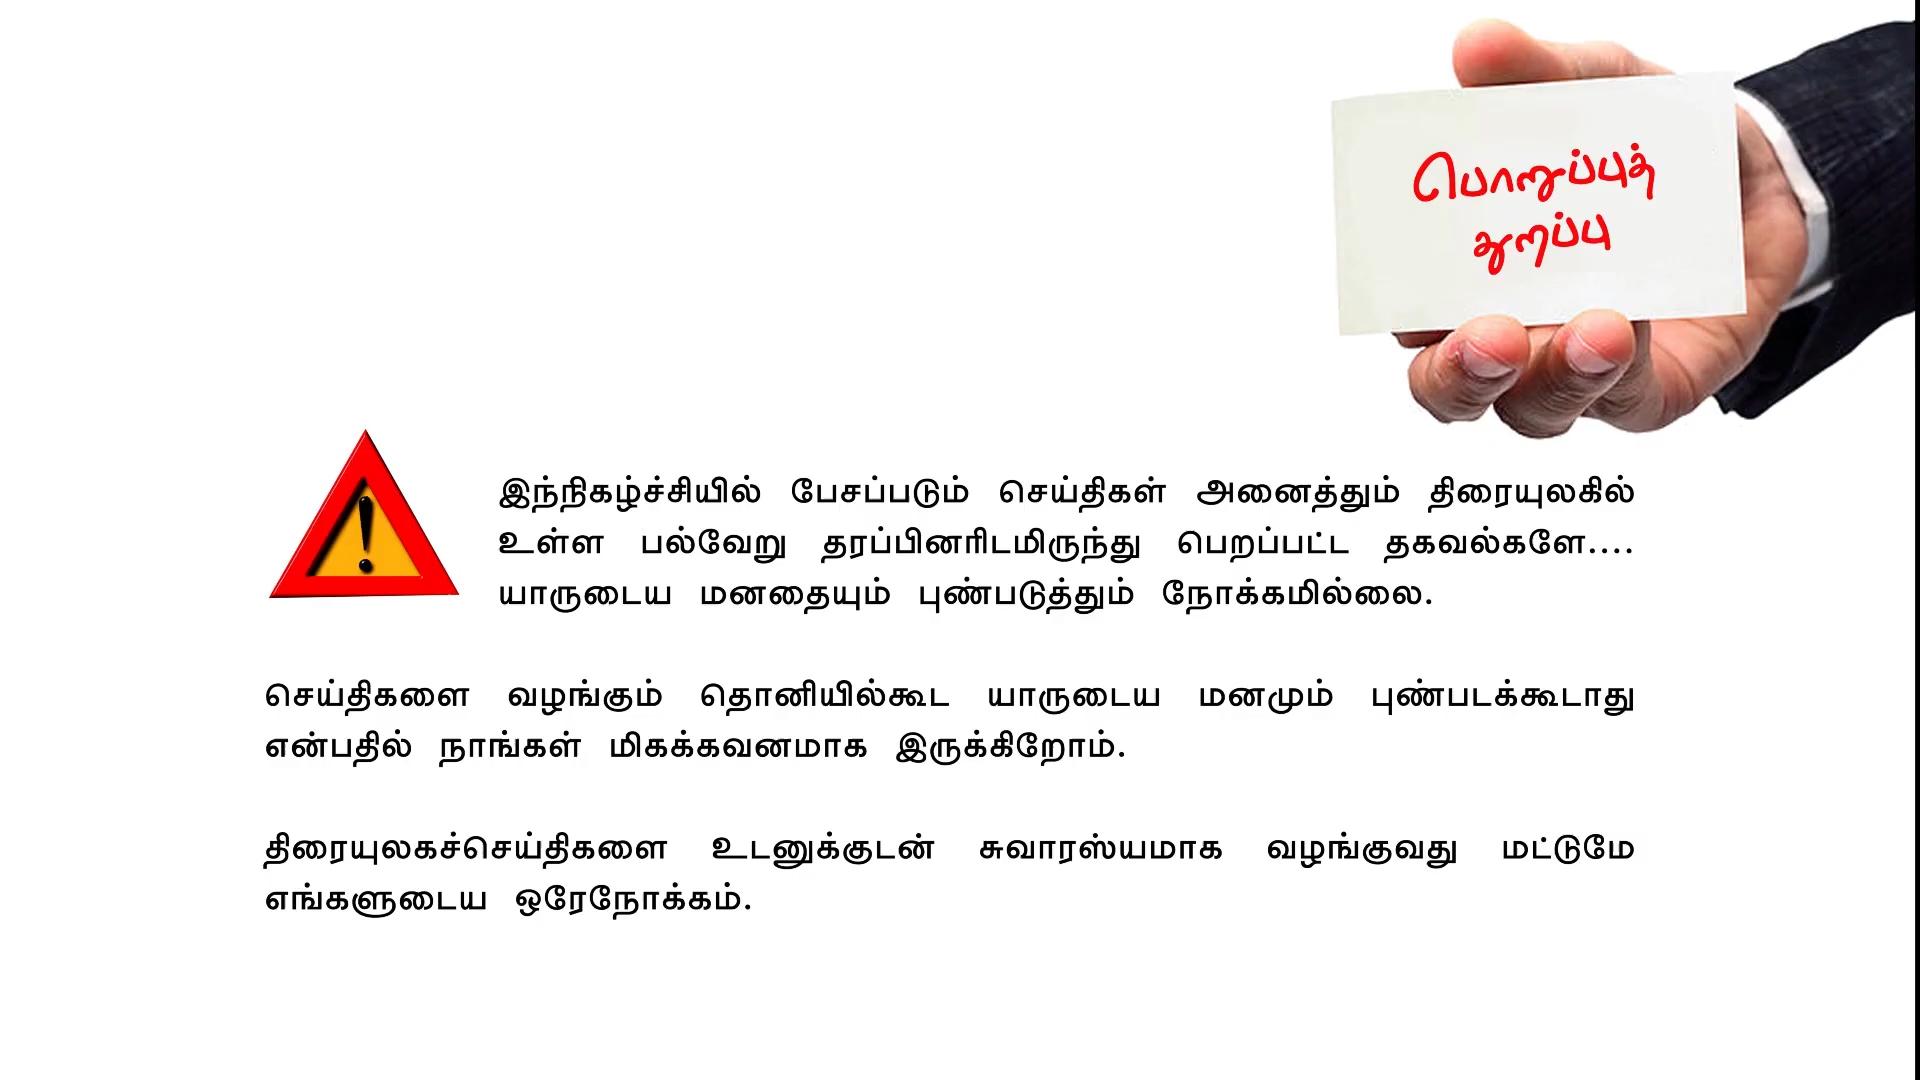 பொறுப்புத்
துறப்பு
இந்நிகழ்ச்சியில் பேசப்படும் செய்திகள் அனைத்தும் திரையுலகில்
உள்ள பல்வேறு தரப்பினரிடமிருந்து பெறப்பட்ட தகவல்களே....
யாருடைய மனதையும் புண்படுத்தும் நோக்கமில்லை.
செய்திகளை வழங்கும் தொனியில்கூட யாருடைய மனமும் புண்படக்கூடாது
என்பதில் நாங்கள் மிகக்கவனமாக இருக்கிறோம்.
திரையுலகச்செய்திகளை உடனுக்குடன் சுவாரஸ்யமாக வழங்குவது மட்டுமே
எங்களுடைய ஒரேநோக்கம்.